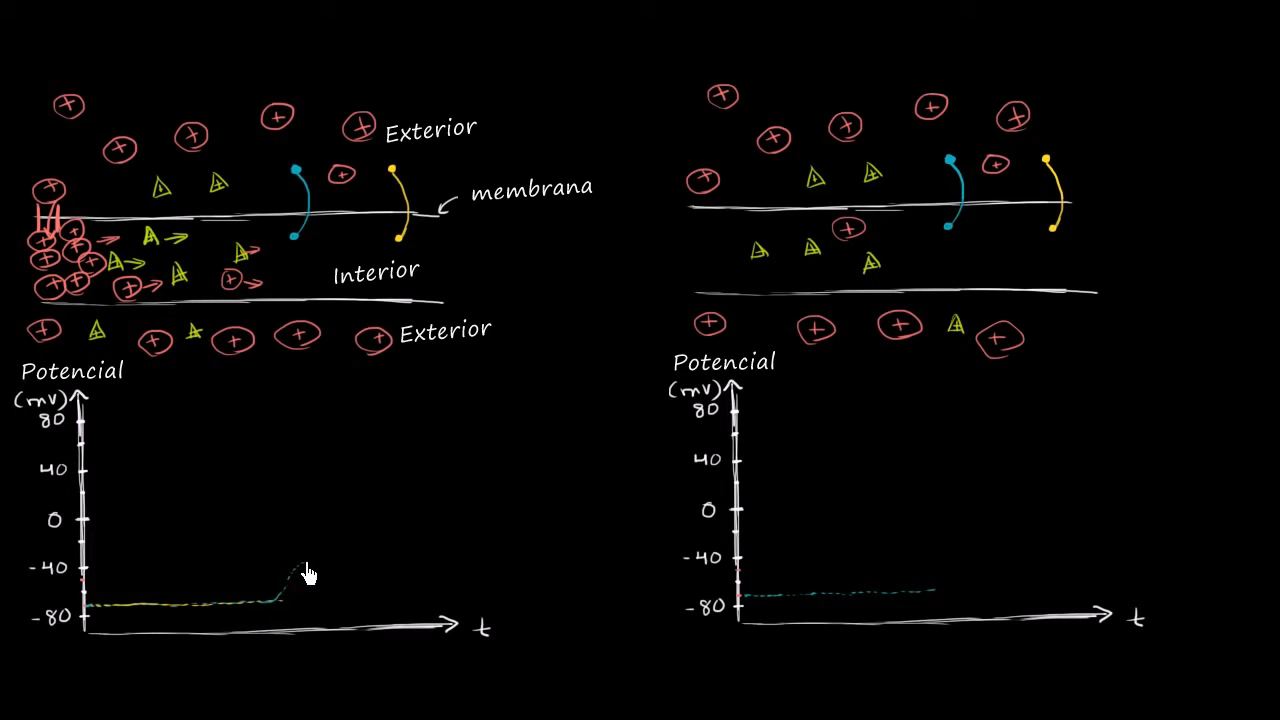 Exterior
membrana
Interior
Exterior
Potencial
(mV)
80
40
0
-40
-80
t
Potencial
(mV)
80
40
0
-40
-80
t